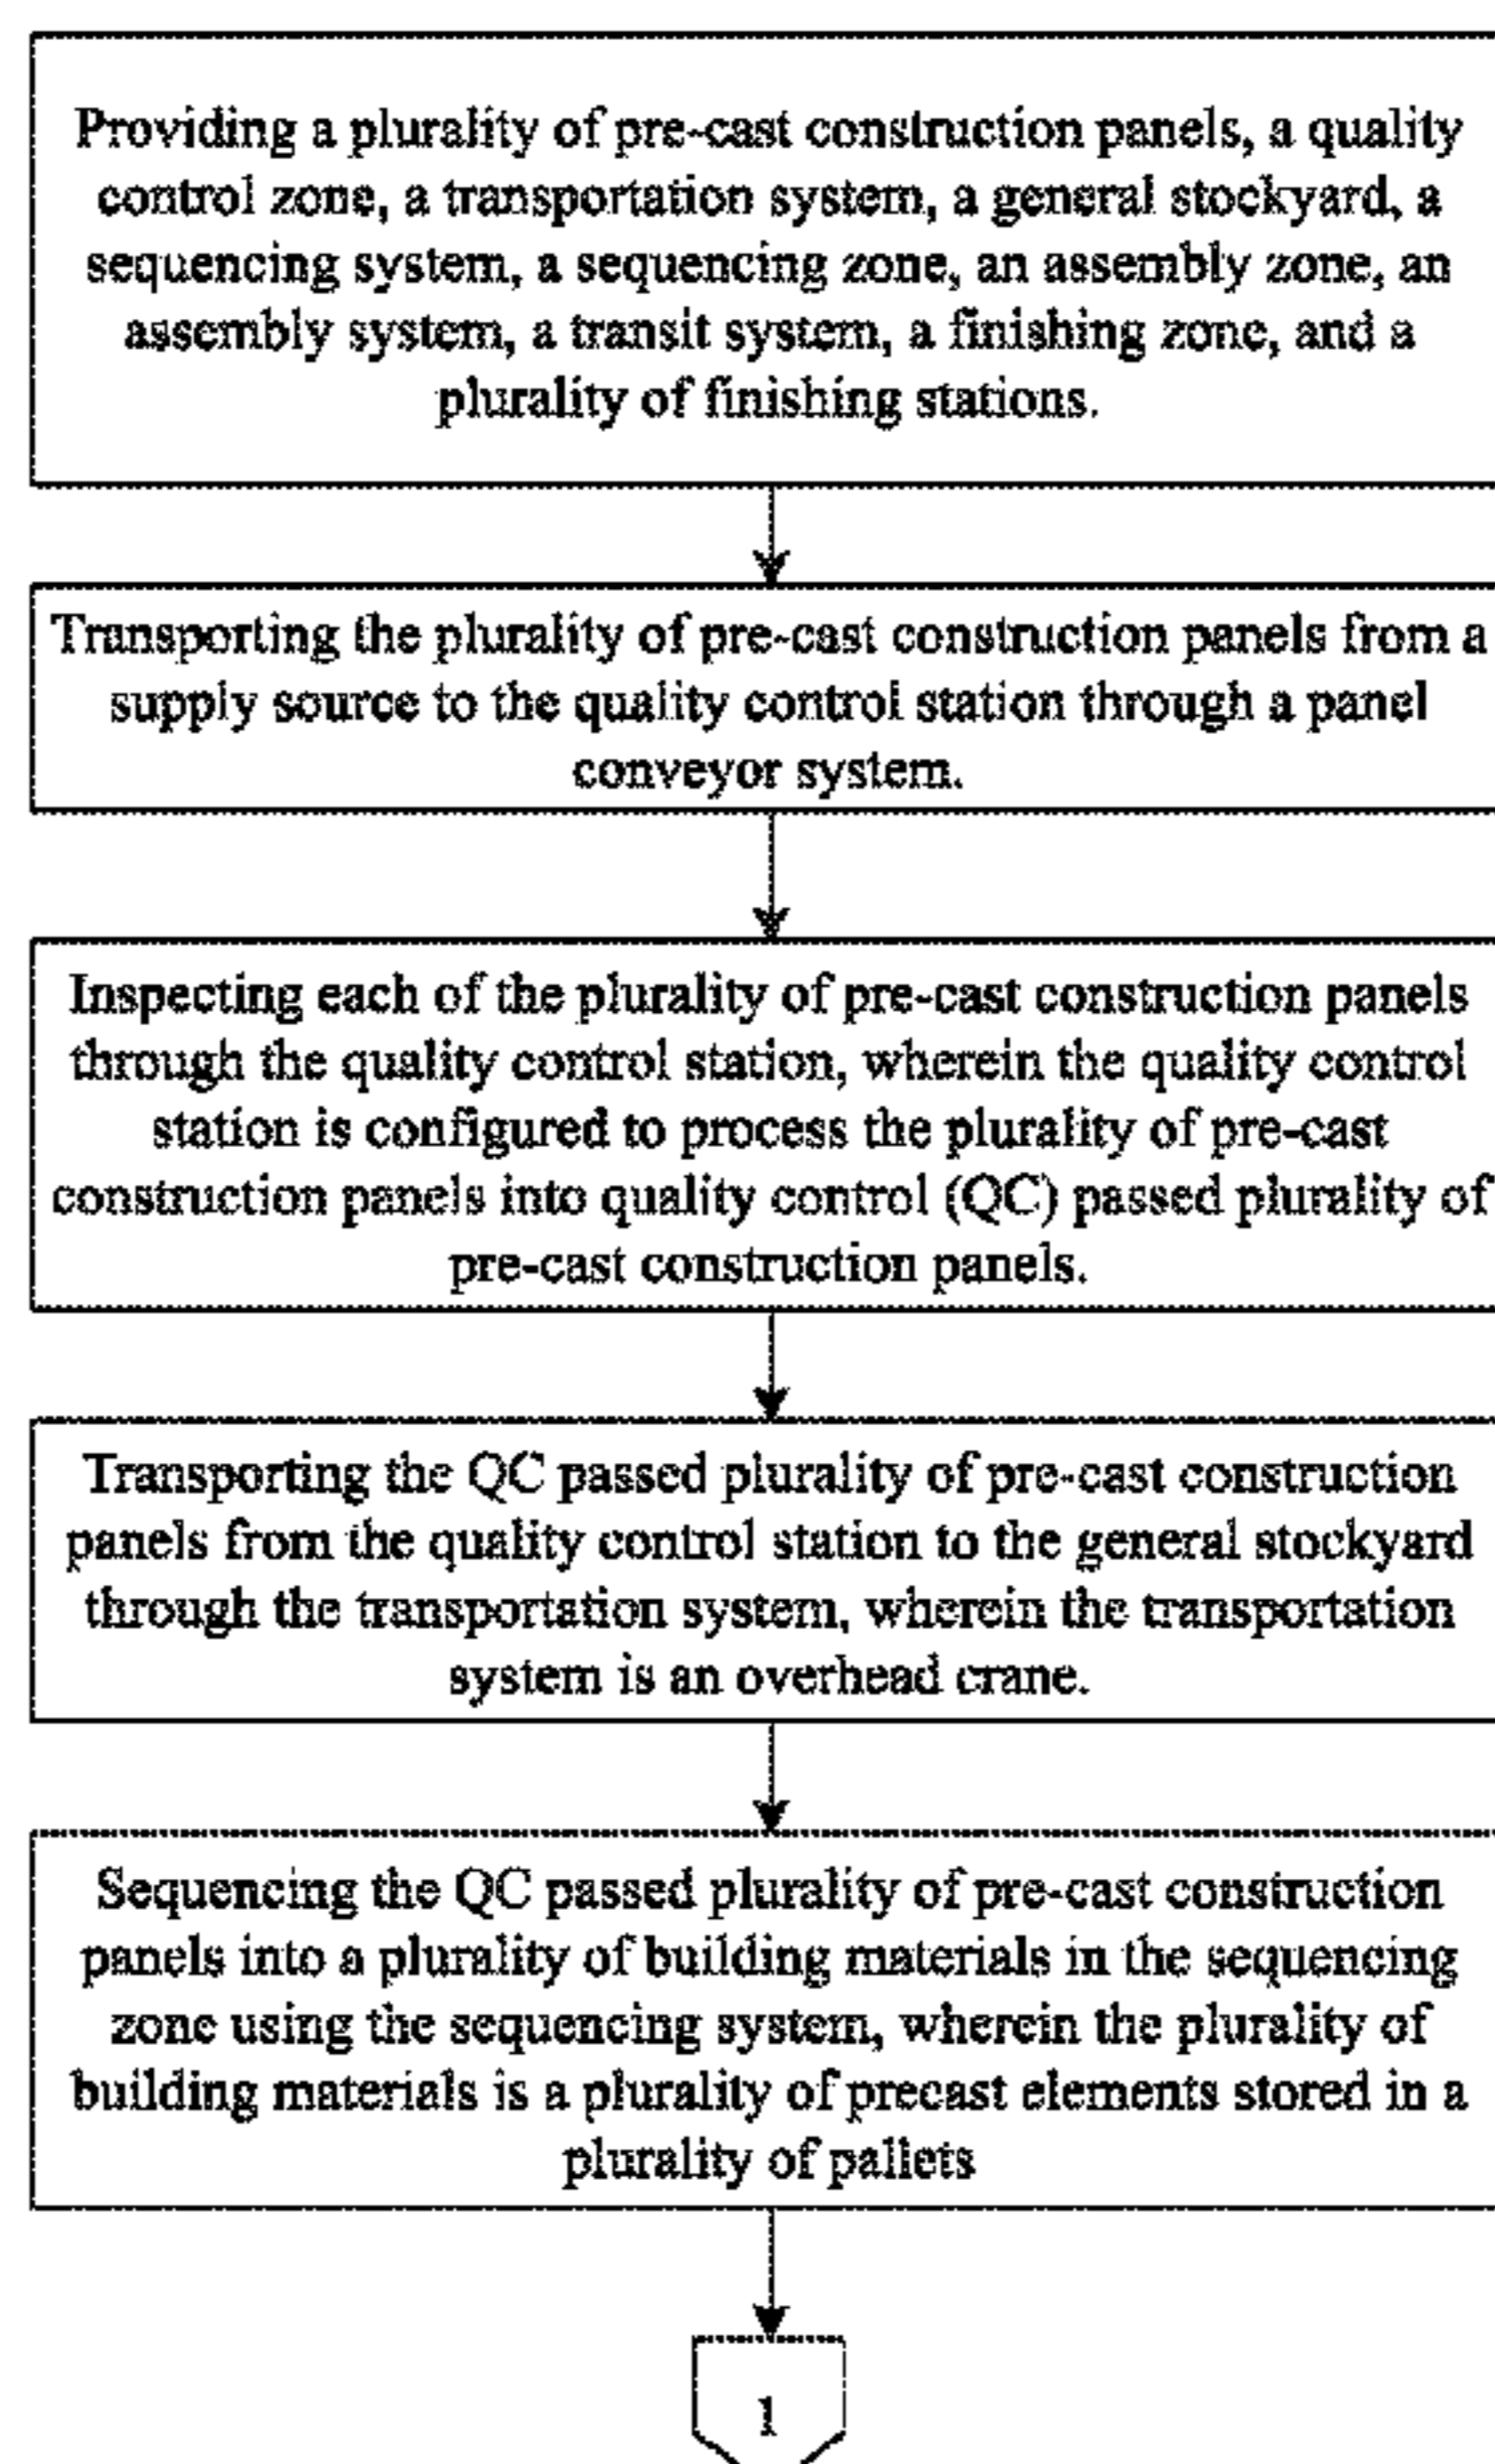 Providing a plurality of pre-cast construction panels, a quality
control zone, a transportation system, a general stockyard, a
sequencing system, a sequencing zone, an assembly zone, an
assembly system, a transit system, a finishing zone, and a
plurality of finishing stations.
Transporting the plurality of pre-cast construction panels from a
supply source to the quality control station through a panel
conveyor system.
Inspecting each of the plurality of pre-cast construction panels
through the quality control station, wherein the quality control
station is configured to process the plurality of pre-cast
construction panels into quality control (QC) passed plurality of
pre-cast construction panels.
Transporting the QC passed plurality of pre-cast construction
panels from the quality control station to the general stockyard
through the transportation system, wherein the transportation
system is an overhead crane.
Sequencing the QC passed plurality of pre-cast construction
panels into a plurality of building materials in the sequencing
zone using the sequencing system, wherein the plurality of
building materials is a plurality of precast elements stored in a
plurality of pallets
1